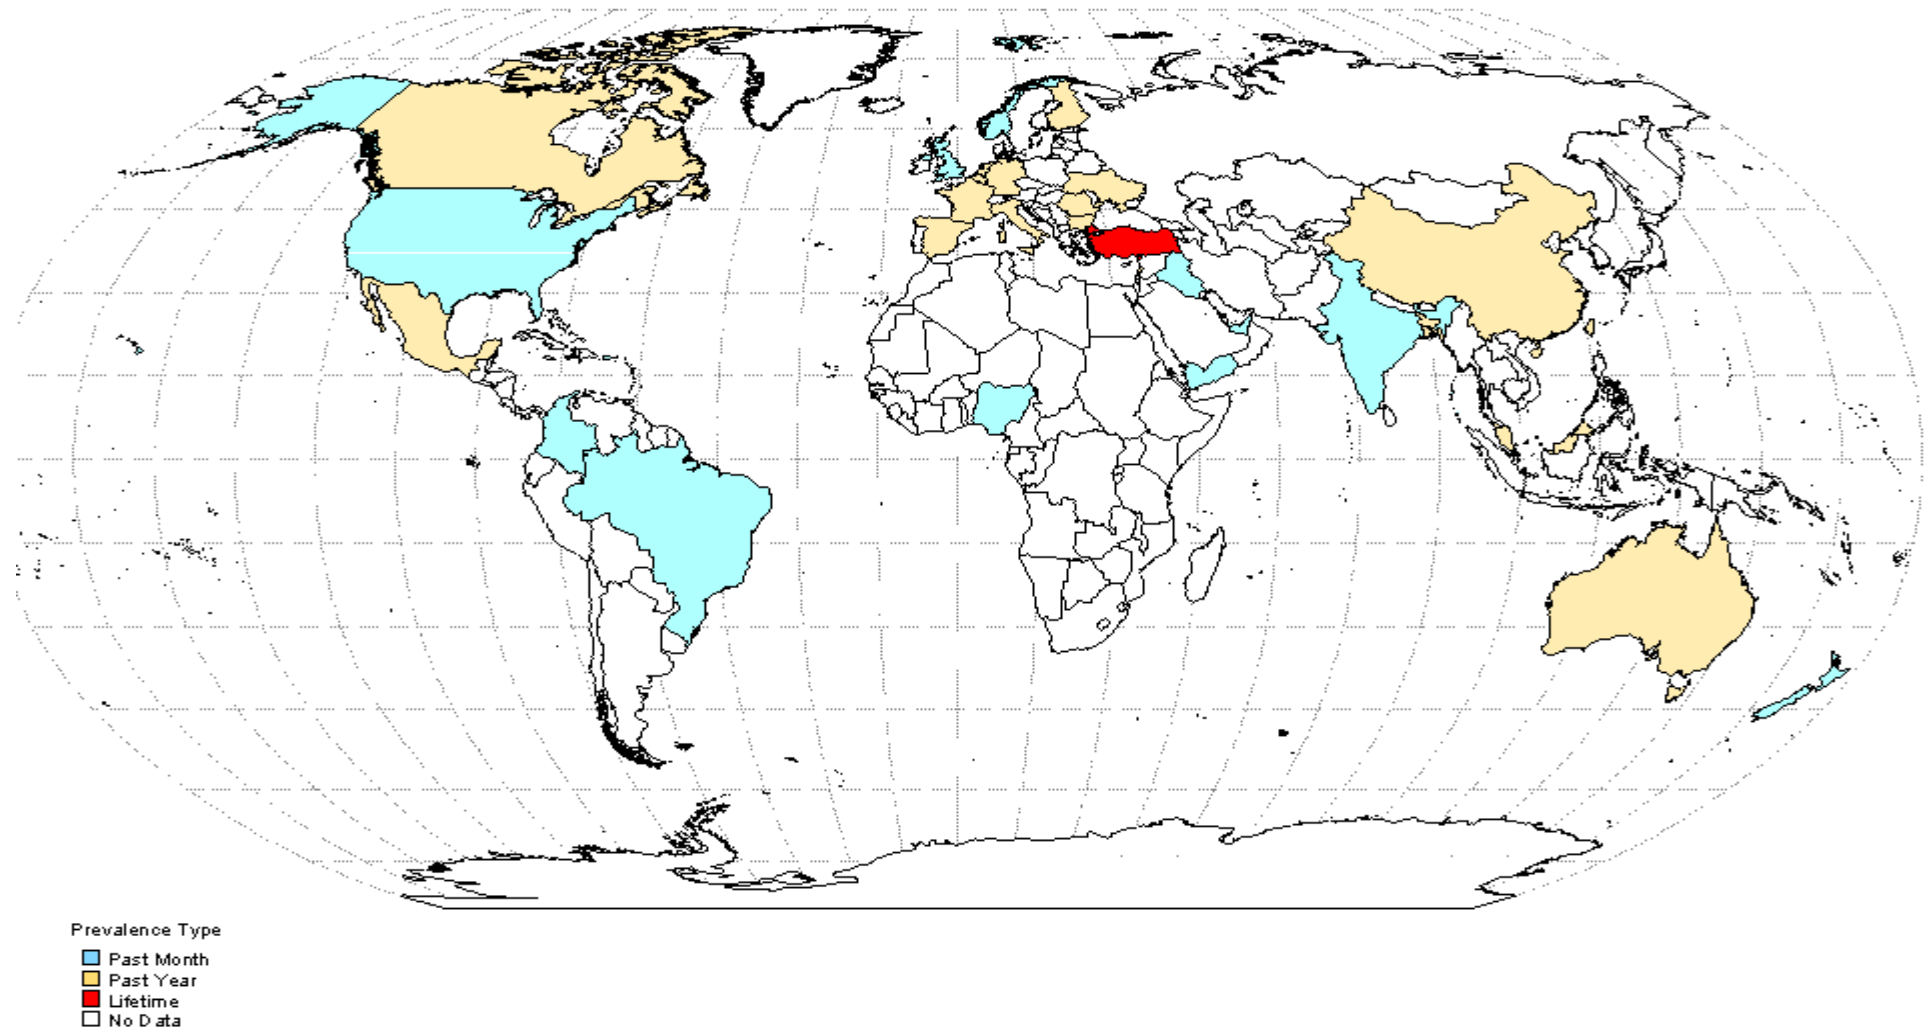 Prevalence Type
Past Month
Past Year
Lifetime
No Data